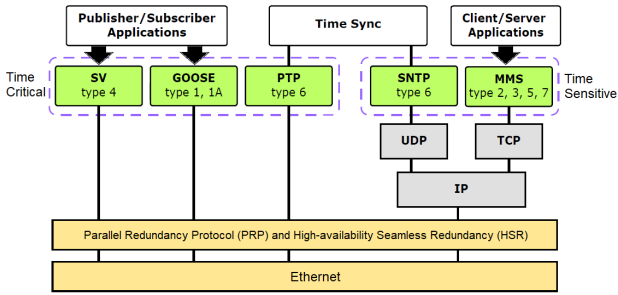 Publisher/Subscriber
Applications
Time Sync
Client/Server
Applications
Time
Critical
SV
type 4
GOOSE
type 1, 1A
PTP
type 6
SNTP
type 6
MMS
type 2, 3, 5, 7
Time
Sensitive
UDP
TCP
IP
Parallel Redundancy Protocol (PRP) and High-availability Seamless Redundancy (HSR)
Ethernet